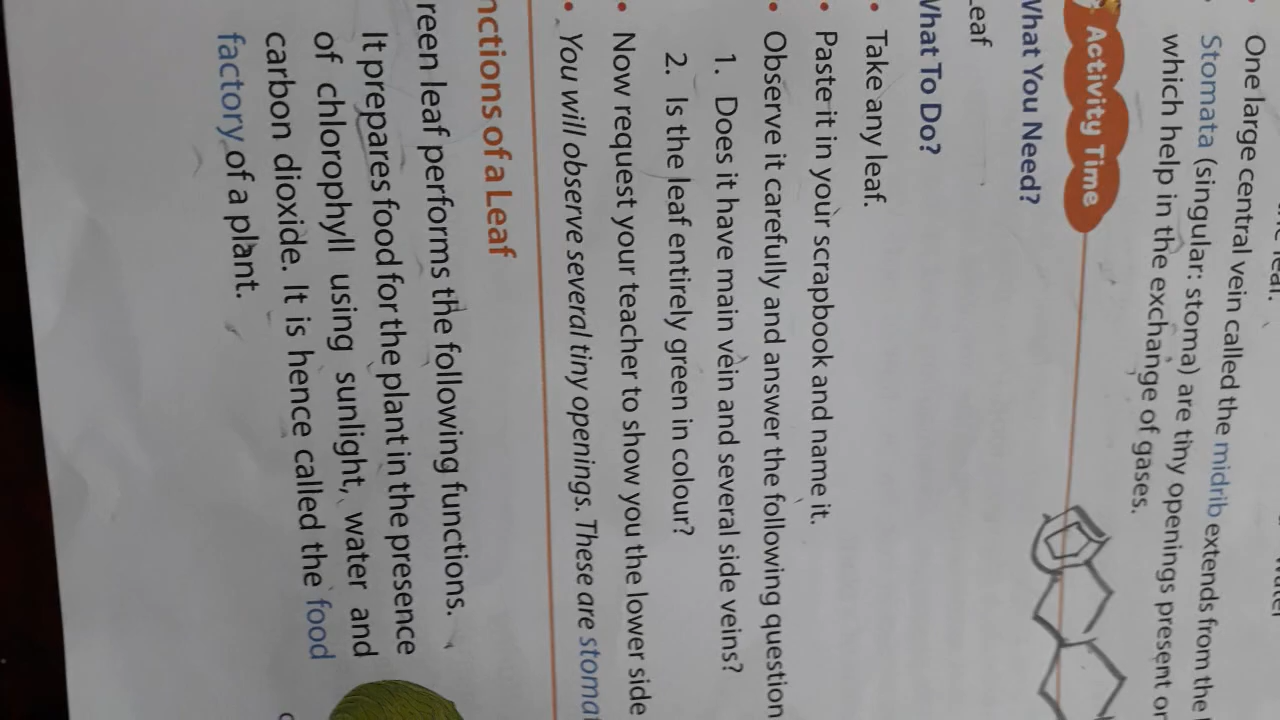 One large central vein called the midrib extends from the
Stomata (singular: stoma) are tiny openings present on
which help in the exchange of gases.
Activity Time
What You Need?
Leaf
What To Do?
• Take any leaf.
• Paste it in your scrapbook and name it.
• Observe it carefully and answer the following question
1. Does it have main vein and several side veins?
2. Is the leaf entirely green in colour?
• Now request your teacher to show you the lower side
• You will observe several tiny openings. These are stomat
nctions of a Leaf
reen leaf performs the following functions.
It prepares food for the plant in the presence
of chlorophyll using sunlight, water and
carbon dioxide. It is hence called the food
factory of a plant.